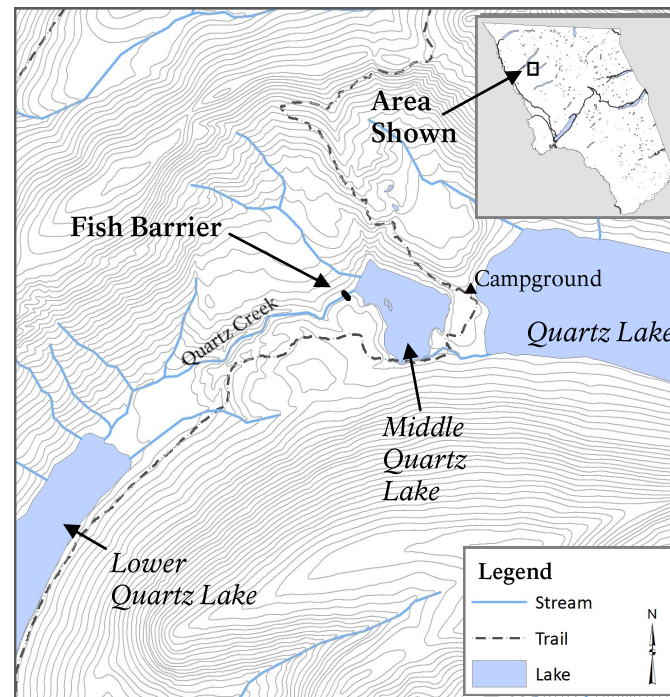 Area
Shown
Fish Barrier
Campground
Quartz Creek
Quartz Lake
Middle
Quartz
Lake
Lower
Quartz Lake
Legend
Stream
Trail
Lake
N